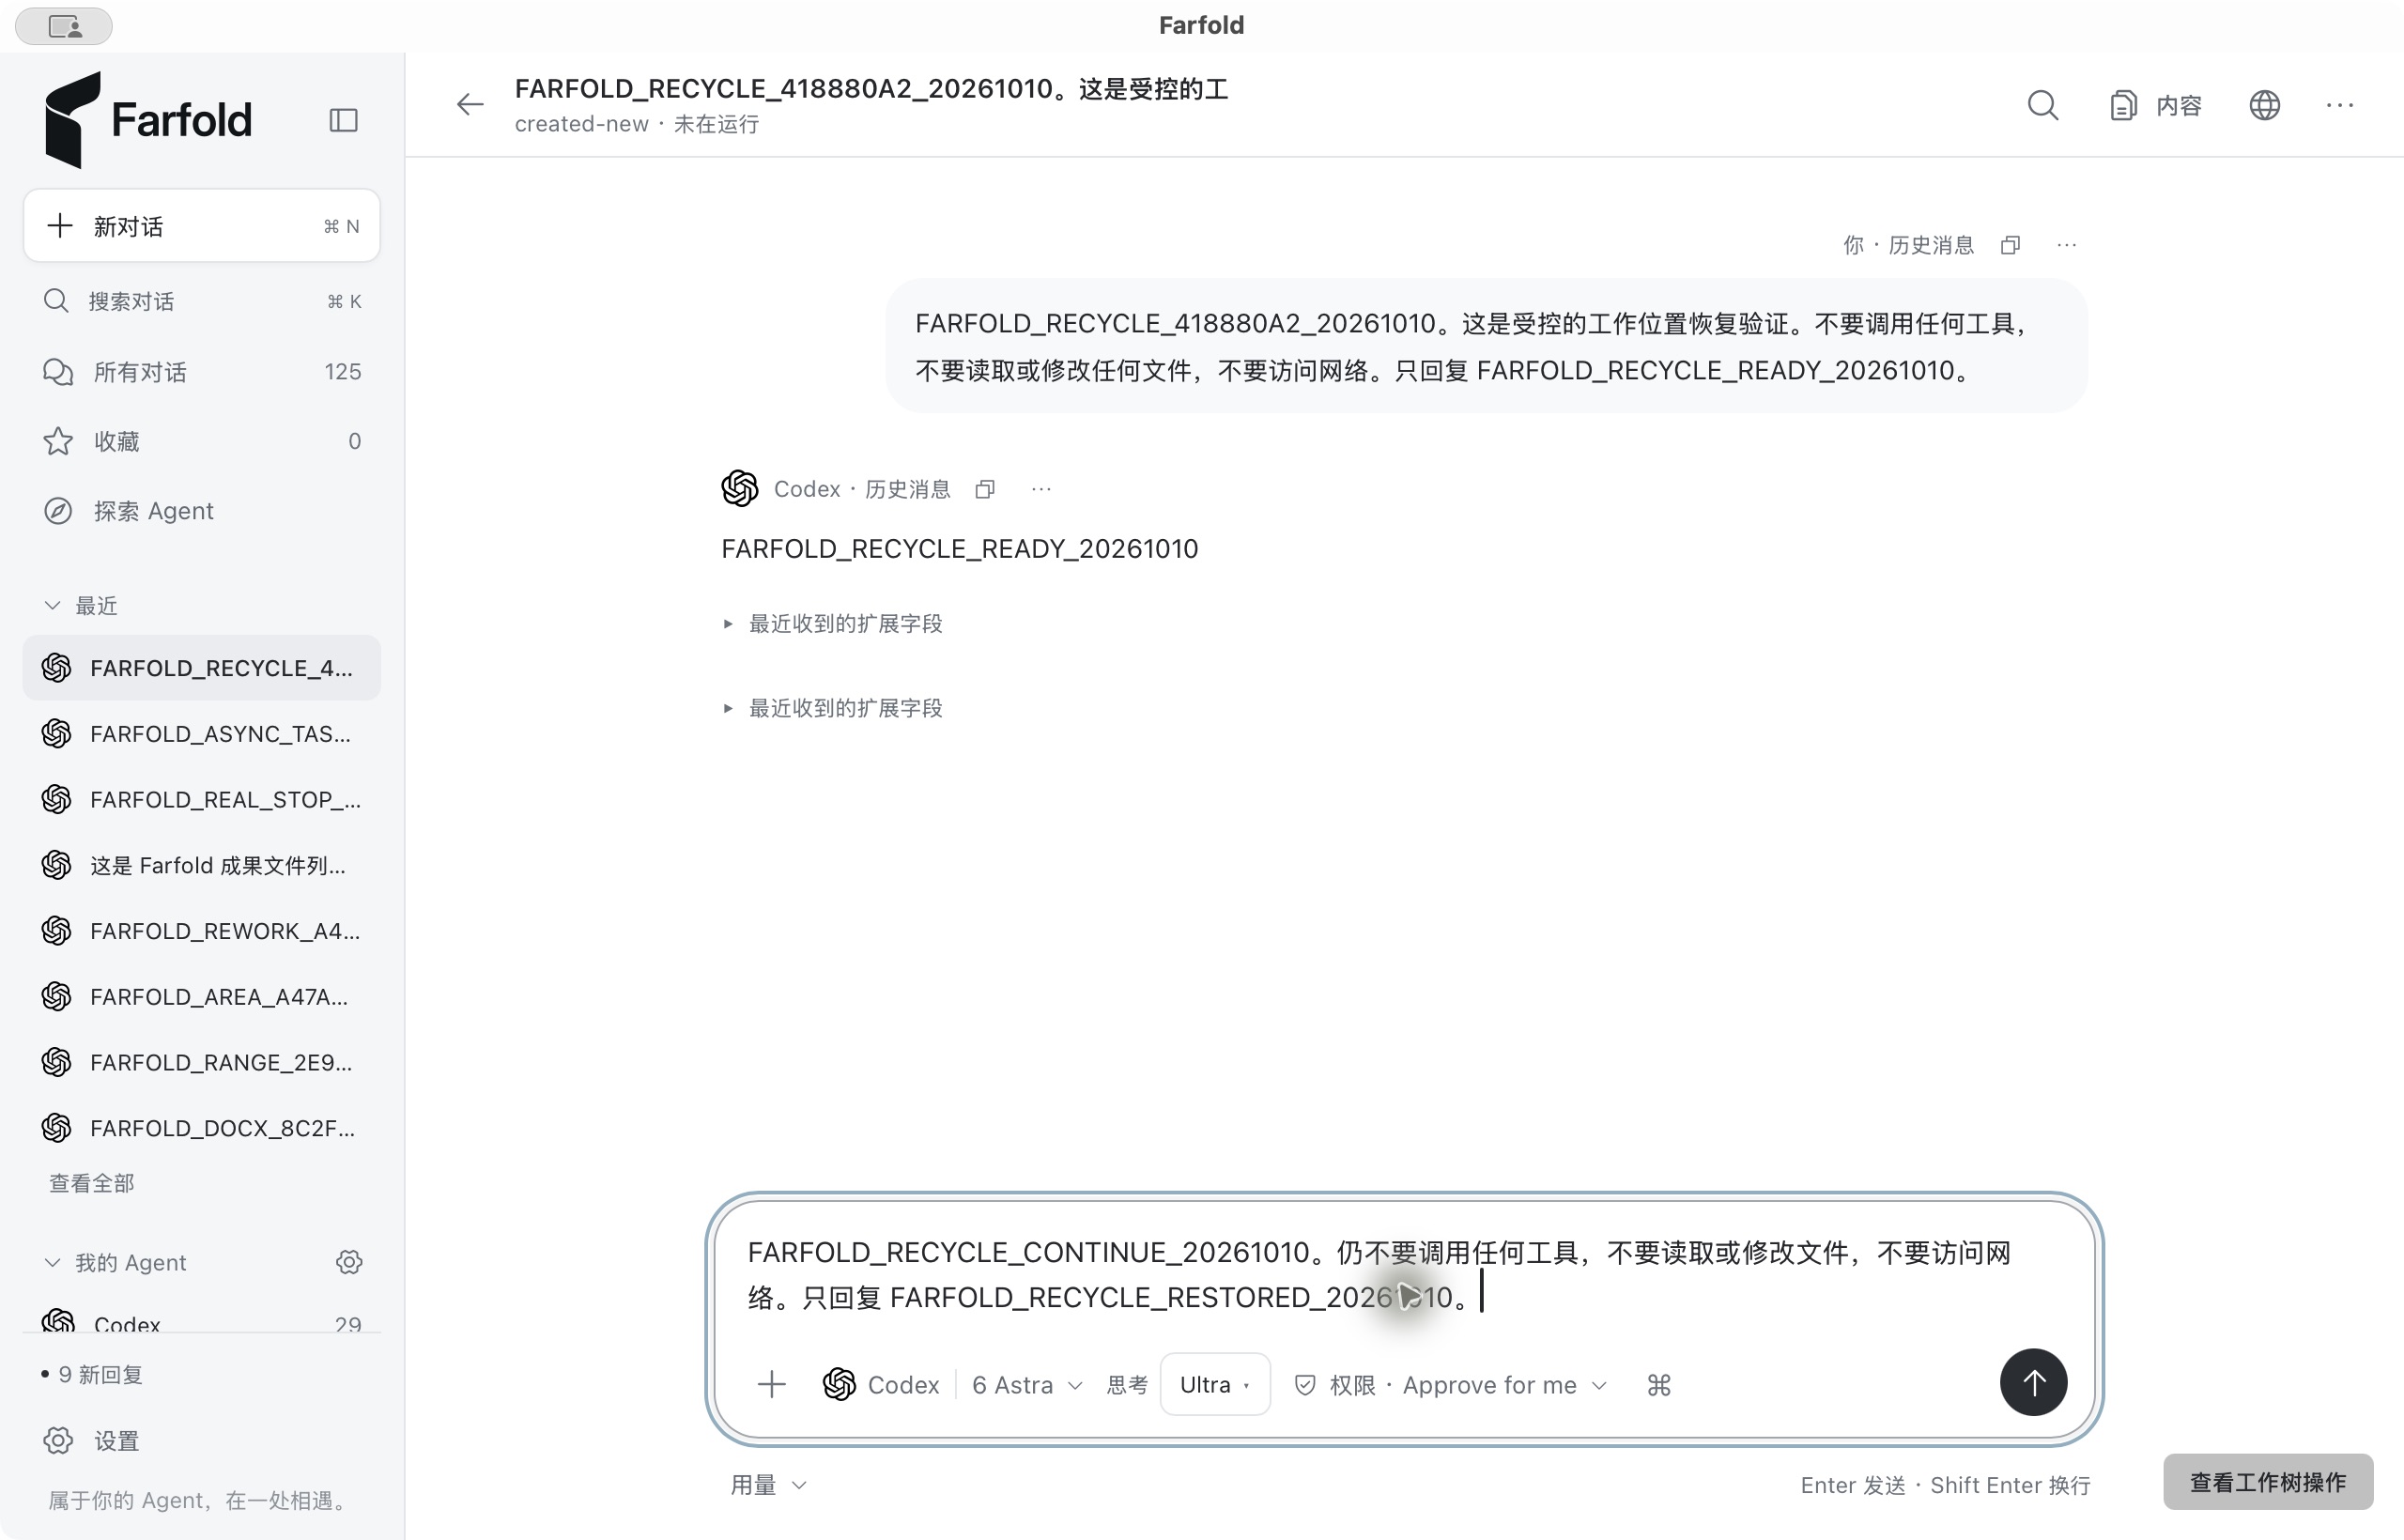 Farfold
Farfold
新对话 ⌘ N
搜索对话 ⌘ K
所有对话 125
收藏 0
探索 Agent
最近
FARFOLD_RECYCLE_4...
FARFOLD_ASYNC_TAS...
FARFOLD_REAL_STOP_...
这是 Farfold 成果文件列...
FARFOLD_REWORK_A4...
FARFOLD_AREA_A47A...
FARFOLD_RANGE_2E9...
FARFOLD_DOCX_8C2F...
查看全部
我的 Agent
Codex 29
9 新回复
设置
属于你的 Agent，在一处相遇。
FARFOLD_RECYCLE_418880A2_20261010。这是受控的工
created-new · 未在运行
内容
你 · 历史消息
FARFOLD_RECYCLE_418880A2_20261010。这是受控的工作位置恢复验证。不要调用任何工具，
不要读取或修改任何文件，不要访问网络。只回复 FARFOLD_RECYCLE_READY_20261010。
Codex · 历史消息
FARFOLD_RECYCLE_READY_20261010
最近收到的扩展字段
最近收到的扩展字段
FARFOLD_RECYCLE_CONTINUE_20261010。仍不要调用任何工具，不要读取或修改文件，不要访问网
络。只回复 FARFOLD_RECYCLE_RESTORED_20261010。
Codex 6 Astra 思考 Ultra 权限 · Approve for me ⌘
用量 Enter 发送 · Shift Enter 换行
查看工作树操作